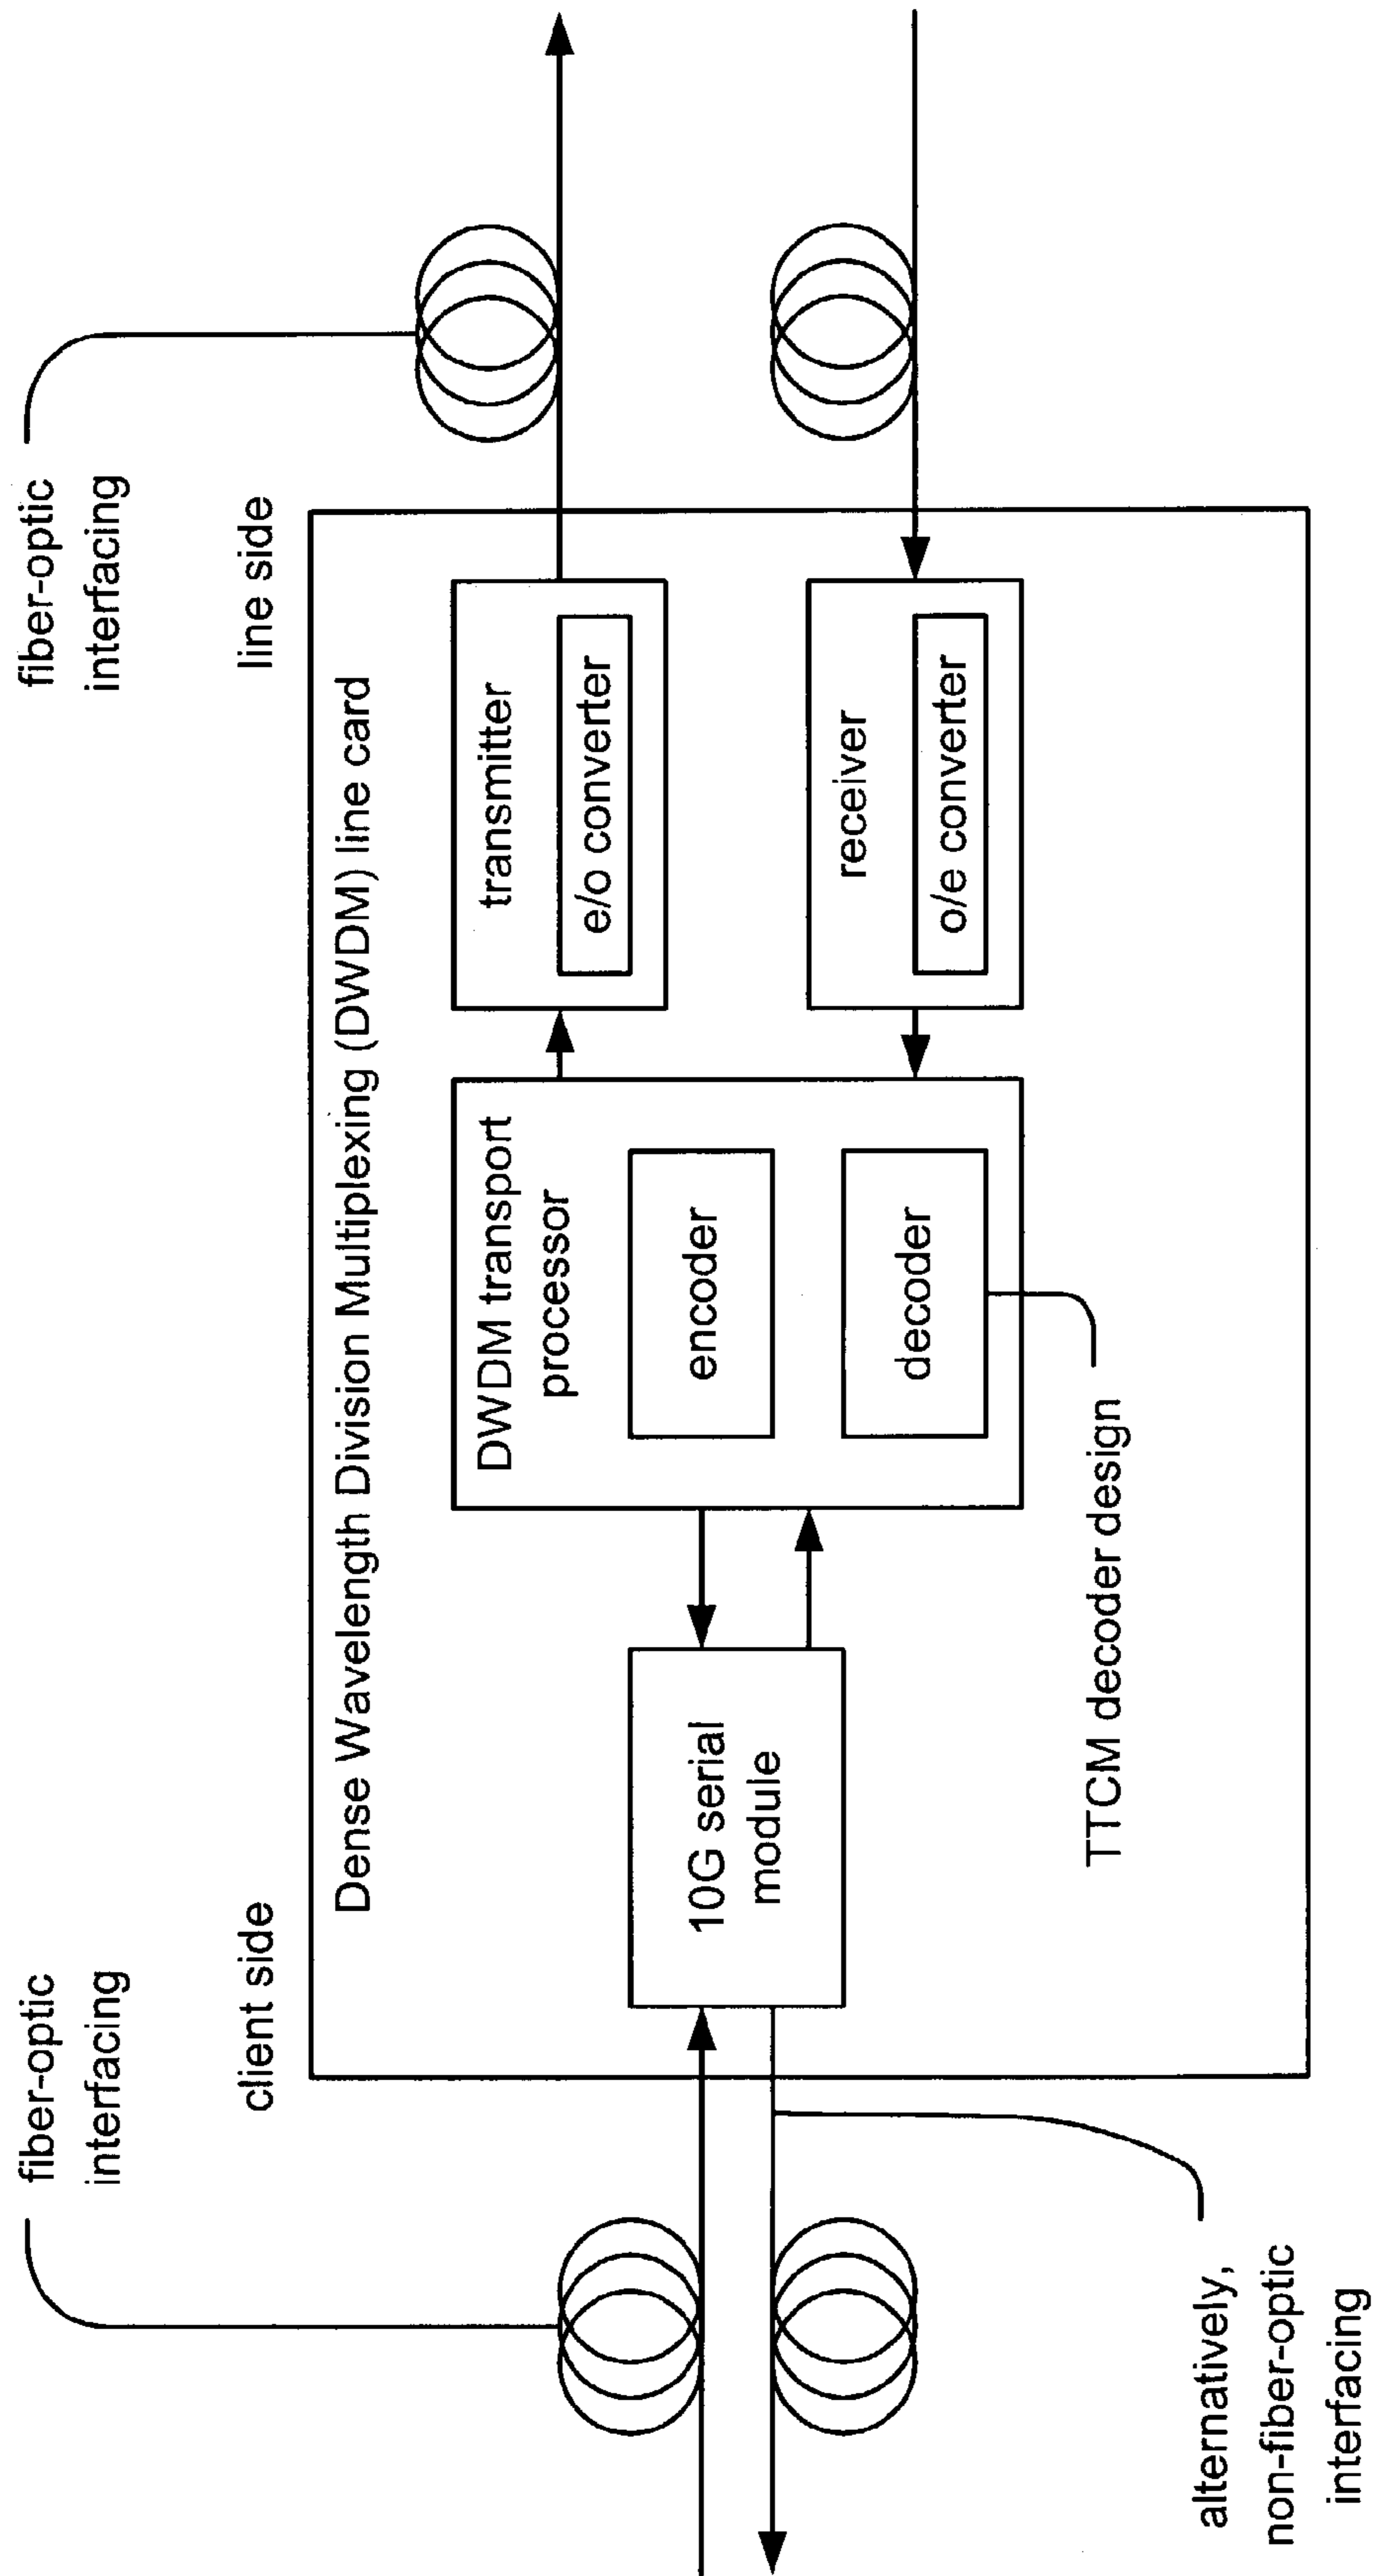 fiber-optic
interfacing
fiber-optic
interfacing
client side
line side
Dense Wavelength Division Multiplexing (DWDM) line card
10G serial
module
DWDM transport
processor
encoder
decoder
transmitter
e/o converter
receiver
o/e converter
TTCM decoder design
alternatively,
non-fiber-optic
interfacing